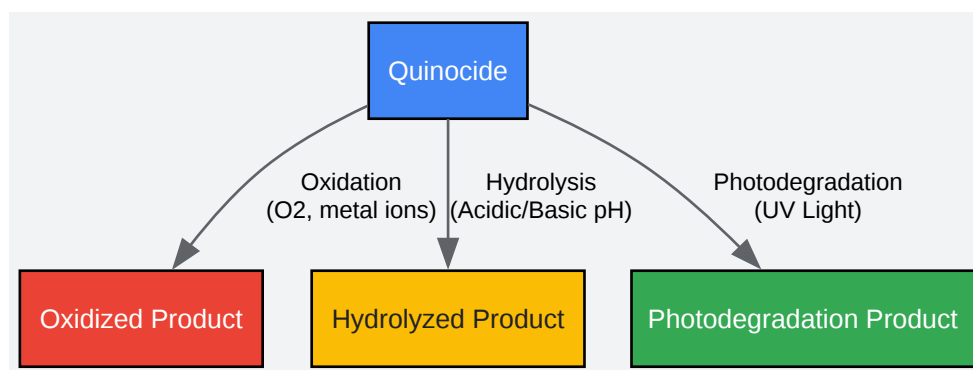 Quinocide
Oxidation
(O2, metal ions)
Hydrolysis
(Acidic/Basic pH)
Photodegradation
(UV Light)
Oxidized Product
Hydrolyzed Product
Photodegradation Product